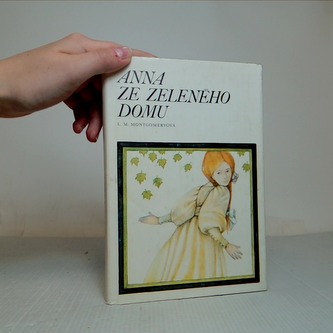 ANNA
ZE ZELENÉHO
DOMU
L. M. MONTGOMERYOVÁ